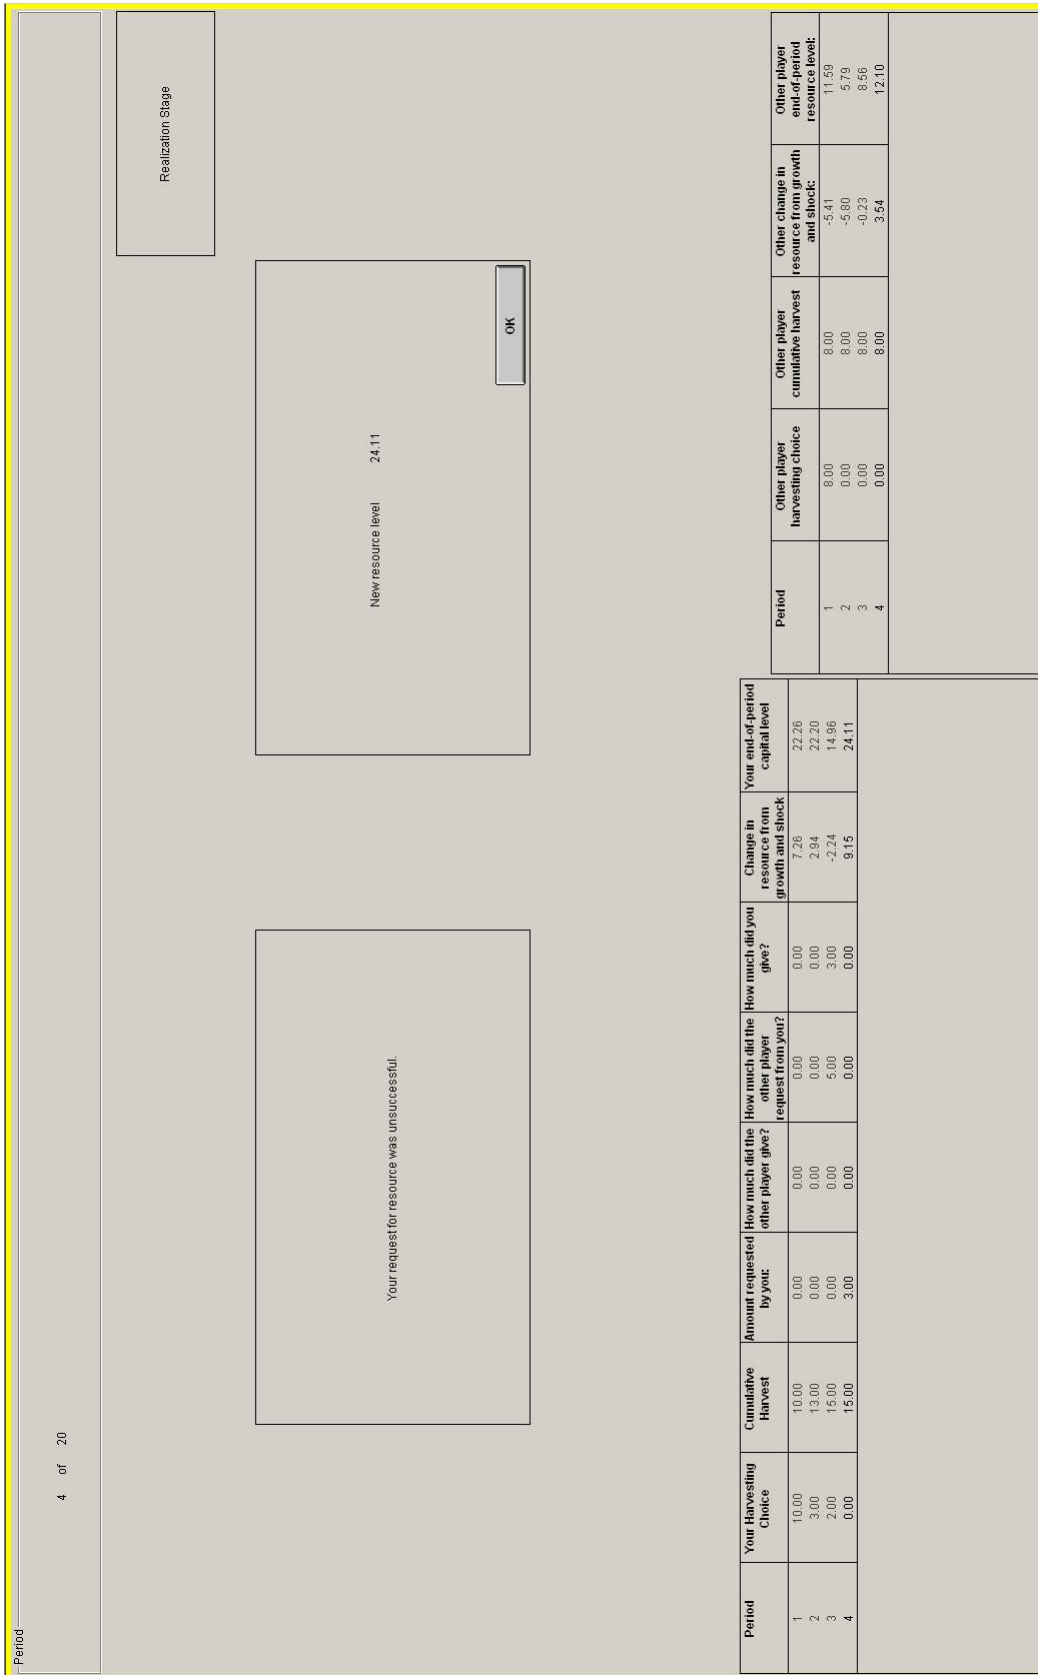 Period
4 of 20
Realization Stage
Your request for resource was unsuccessful.
New resource level 24.11
OK
Period Your Harvesting Choice Cumulative Harvest Amount requested by you: How much did the other player give? How much did the other player request from you? How much did you give? Change in resource from growth and shock Your end-of-period capital level
1 10.00 10.00 0.00 0.00 0.00 0.00 7.26 22.26
2 3.00 13.00 0.00 0.00 0.00 0.00 2.94 22.20
3 2.00 15.00 0.00 0.00 5.00 3.00 -2.24 14.96
4 0.00 15.00 3.00 0.00 0.00 0.00 9.15 24.11
Period Other player harvesting choice Other player cumulative harvest Other change in resource from growth and shock: Other player end-of-period resource level:
1 8.00 8.00 -5.41 11.59
2 0.00 8.00 -5.80 5.79
3 0.00 8.00 -0.23 8.56
4 0.00 8.00 3.54 12.10